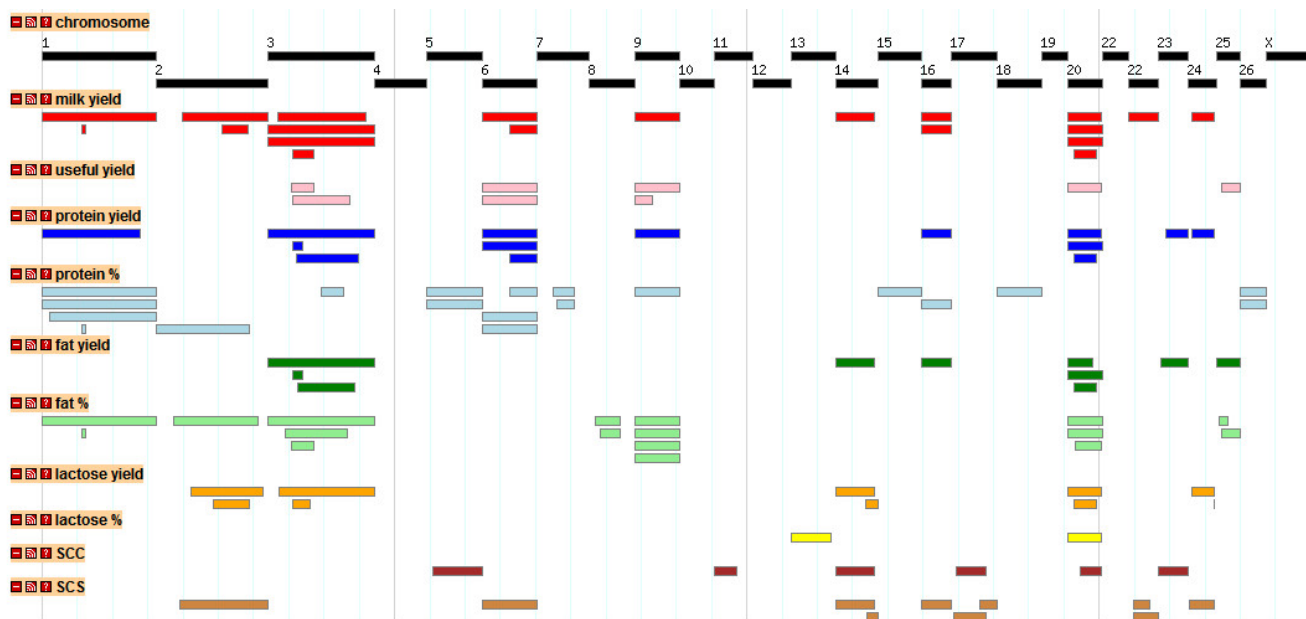 chromosome
1 3 5 7 9 11 13 15 17 19 22 23 25 X
2 4 6 8 10 12 14 16 18 20 22 24 26
milk yield
useful yield
protein yield
protein %
fat yield
fat %
lactose yield
lactose %
SCC
SCS